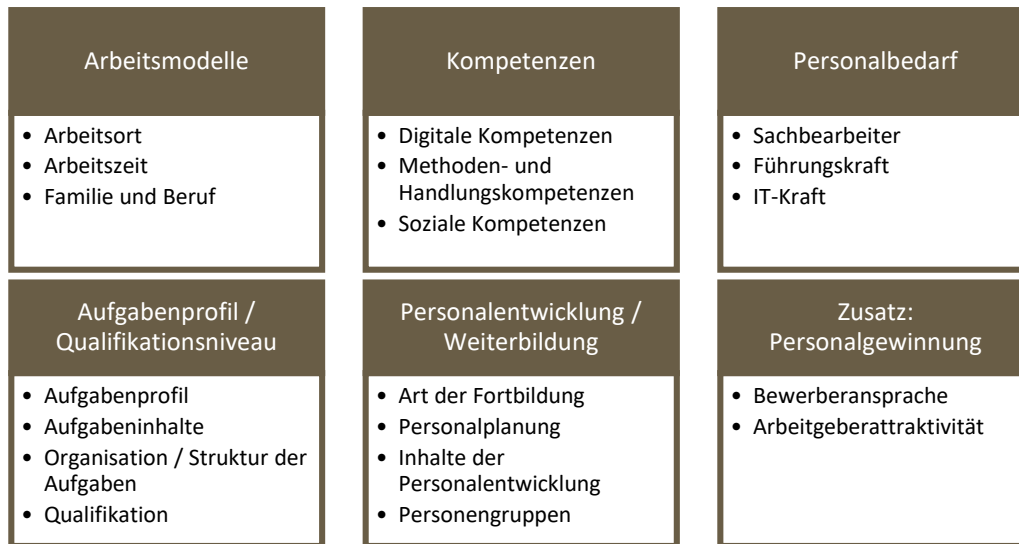 Arbeitsmodelle
• Arbeitsort
• Arbeitszeit
• Familie und Beruf
Kompetenzen
• Digitale Kompetenzen
• Methoden- und
Handlungskompetenzen
• Soziale Kompetenzen
Personalbedarf
• Sachbearbeiter
• Führungskraft
• IT-Kraft
Aufgabenprofil /
Qualifikationsniveau
• Aufgabenprofil
• Aufgabeninhalte
• Organisation / Struktur der
Aufgaben
• Qualifikation
Personalentwicklung /
Weiterbildung
• Art der Fortbildung
• Personalplanung
• Inhalte der
Personalentwicklung
• Personengruppen
Zusatz:
Personalgewinnung
• Bewerberansprache
• Arbeitgeberattraktivität